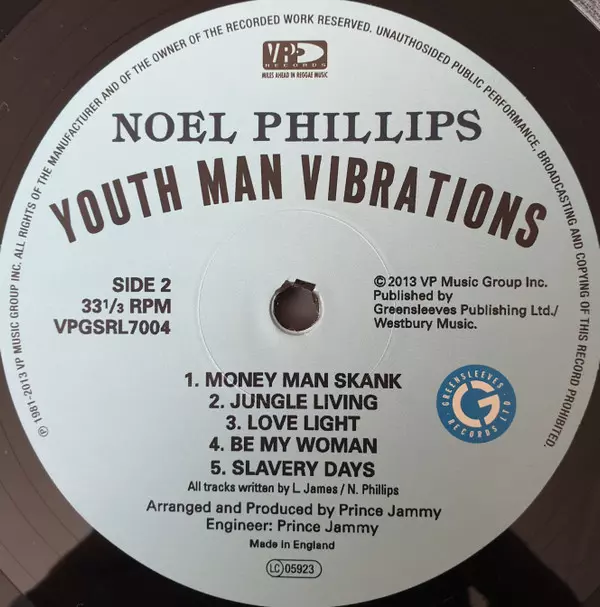 ℗ 1981-2013 VP MUSIC GROUP INC. ALL RIGHTS OF THE MANUFACTURER AND OF THE OWNER OF THE RECORDED WORK RESERVED. UNAUTHOSIDED PUBLIC PERFORMANCE, BROADCASTING AND COPYING OF THIS RECORD PROHIBITED.
VP
RECORDS
MILES AHEAD IN REGGAE MUSIC
NOEL PHILLIPS
YOUTH MAN VIBRATIONS
SIDE 2
33 1/3 RPM
VPGSRL7004
© 2013 VP Music Group Inc.
Published by
Greensleeves Publishing Ltd./
Westbury Music.
1. MONEY MAN SKANK
2. JUNGLE LIVING
3. LOVE LIGHT
4. BE MY WOMAN
5. SLAVERY DAYS
GREENSLEEVES
RECORDS LTD
G
All tracks written by L. James / N. Phillips
Arranged and Produced by Prince Jammy
Engineer: Prince Jammy
Made in England
LC 05923